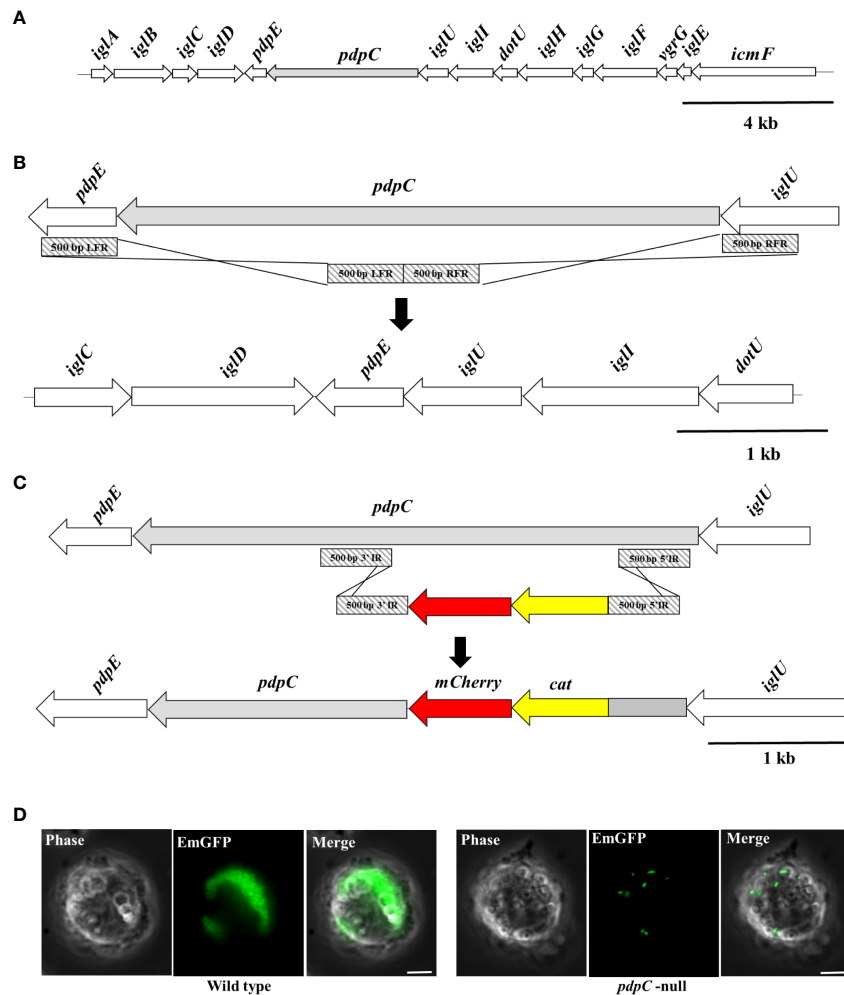 A
iglA iglB iglC iglD pdpE pdpC iglU iglI dotU iglH iglG iglF vgrG iglE icmF
4 kb
B
pdpE pdpC iglU
500 bp LFR 500 bp RFR
500 bp LFR 500 bp RFR
iglC iglD pdpE iglU iglI dotU
1 kb
C
pdpE pdpC iglU
500 bp 3' IR 500 bp 5'IR
500 bp 3' IR 500 bp 5'IR
pdpE pdpC mCherry cat iglU
1 kb
D
Phase EmGFP Merge Phase EmGFP Merge
Wild type pdpC -null